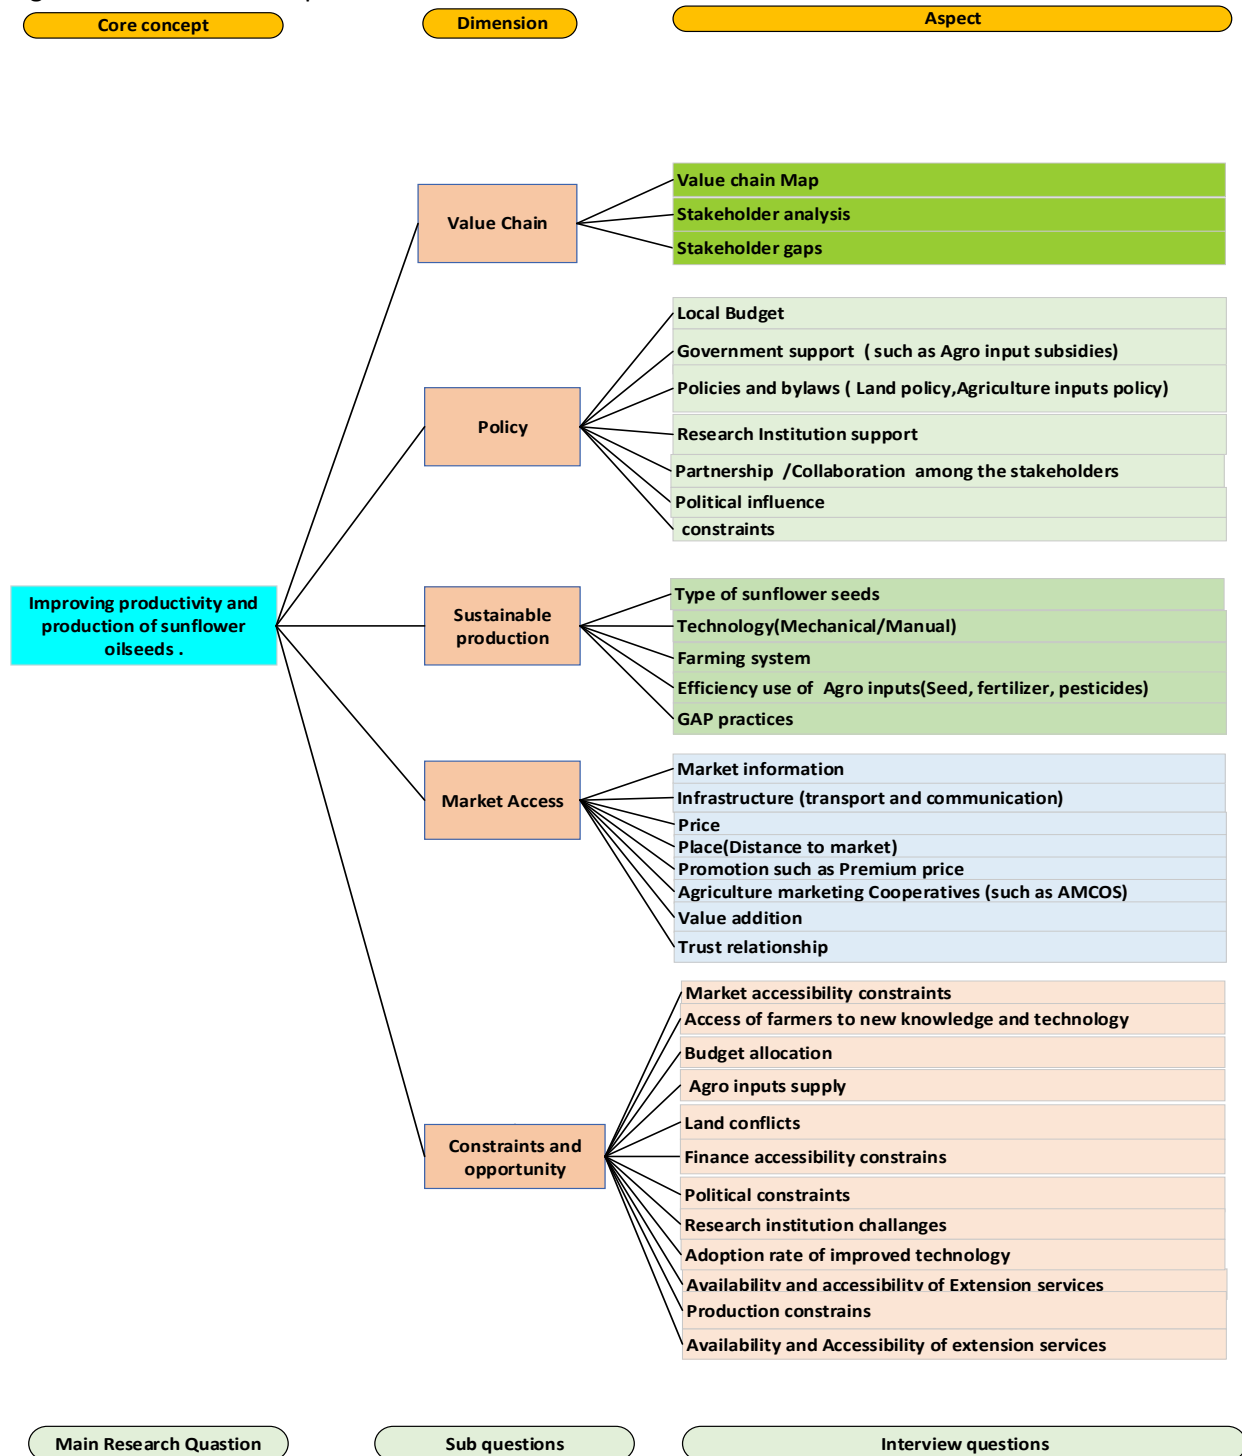 Core concept
Dimension
Aspect
Value Chain
Value chain Map
Stakeholder analysis
Stakeholder gaps
Policy
Local Budget
Government support ( such as Agro input subsidies)
Policies and bylaws ( Land policy,Agriculture inputs policy)
Research Institution support
Partnership /Collaboration among the stakeholders
Political influence
constraints
Improving productivity and
production of sunflower
oilseeds .
Sustainable
production
Type of sunflower seeds
Technology(Mechanical/Manual)
Farming system
Efficiency use of Agro inputs(Seed, fertilizer, pesticides)
GAP practices
Market Access
Market information
Infrastructure (transport and communication)
Price
Place(Distance to market)
Promotion such as Premium price
Agriculture marketing Cooperatives (such as AMCOS)
Value addition
Trust relationship
Constraints and
opportunity
Market accessibility constraints
Access of farmers to new knowledge and technology
Budget allocation
Agro inputs supply
Land conflicts
Finance accessibility constrains
Political constraints
Research institution challanges
Adoption rate of improved technology
Availability and accessibility of Extension services
Production constrains
Availability and Accessibility of extension services
Main Research Quastion
Sub questions
Interview questions